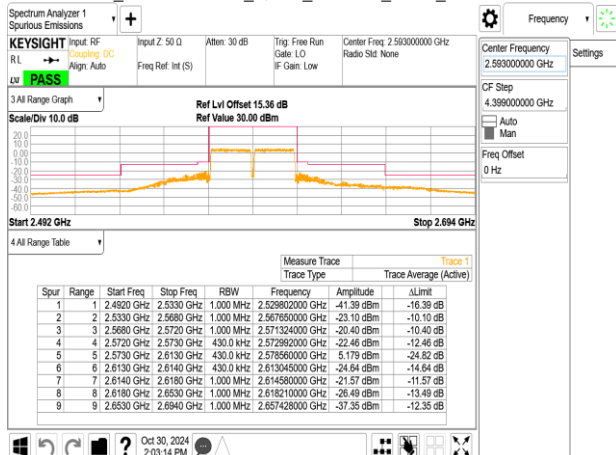 Spectrum Analyzer 1
Spurious Emissions
+
Frequency
KEYSIGHT
Input: RF
Coupling: DC
Align: Auto
Input Z: 50 Ω
Freq Ref: Int (S)
Atten: 30 dB
Trig: Free Run
Gate: LO
IF Gain: Low
Center Freq: 2.593000000 GHz
Radio Std: None
RL
LXI
PASS
Center Frequency
2.593000000 GHz
Settings
CF Step
4.399000000 GHz
Auto
Man
Freq Offset
0 Hz
3 All Range Graph
Scale/Div 10.0 dB
Ref Lvl Offset 15.36 dB
Ref Value 30.00 dBm
20.0
10.0
0.00
-10.0
-20.0
-30.0
-40.0
-50.0
-60.0
Start 2.492 GHz
Stop 2.694 GHz
4 All Range Table
Measure Trace Trace 1
Trace Type Trace Average (Active)
Spur Range Start Freq Stop Freq RBW Frequency Amplitude ΔLimit
1 1 2.4920 GHz 2.5330 GHz 1.000 MHz 2.529802000 GHz -41.39 dBm -16.39 dB
2 2 2.5330 GHz 2.5680 GHz 1.000 MHz 2.567650000 GHz -23.10 dBm -10.10 dB
3 3 2.5680 GHz 2.5720 GHz 1.000 MHz 2.571324000 GHz -20.40 dBm -10.40 dB
4 4 2.5720 GHz 2.5730 GHz 430.0 kHz 2.572992000 GHz -22.46 dBm -12.46 dB
5 5 2.5730 GHz 2.6130 GHz 430.0 kHz 2.578560000 GHz 5.179 dBm -24.82 dB
6 6 2.6130 GHz 2.6140 GHz 430.0 kHz 2.613045000 GHz -24.64 dBm -14.64 dB
7 7 2.6140 GHz 2.6180 GHz 1.000 MHz 2.614580000 GHz -21.57 dBm -11.57 dB
8 8 2.6180 GHz 2.6530 GHz 1.000 MHz 2.618210000 GHz -26.49 dBm -13.49 dB
9 9 2.6530 GHz 2.6940 GHz 1.000 MHz 2.657428000 GHz -37.35 dBm -12.35 dB
?
Oct 30, 2024
2:03:14 PM